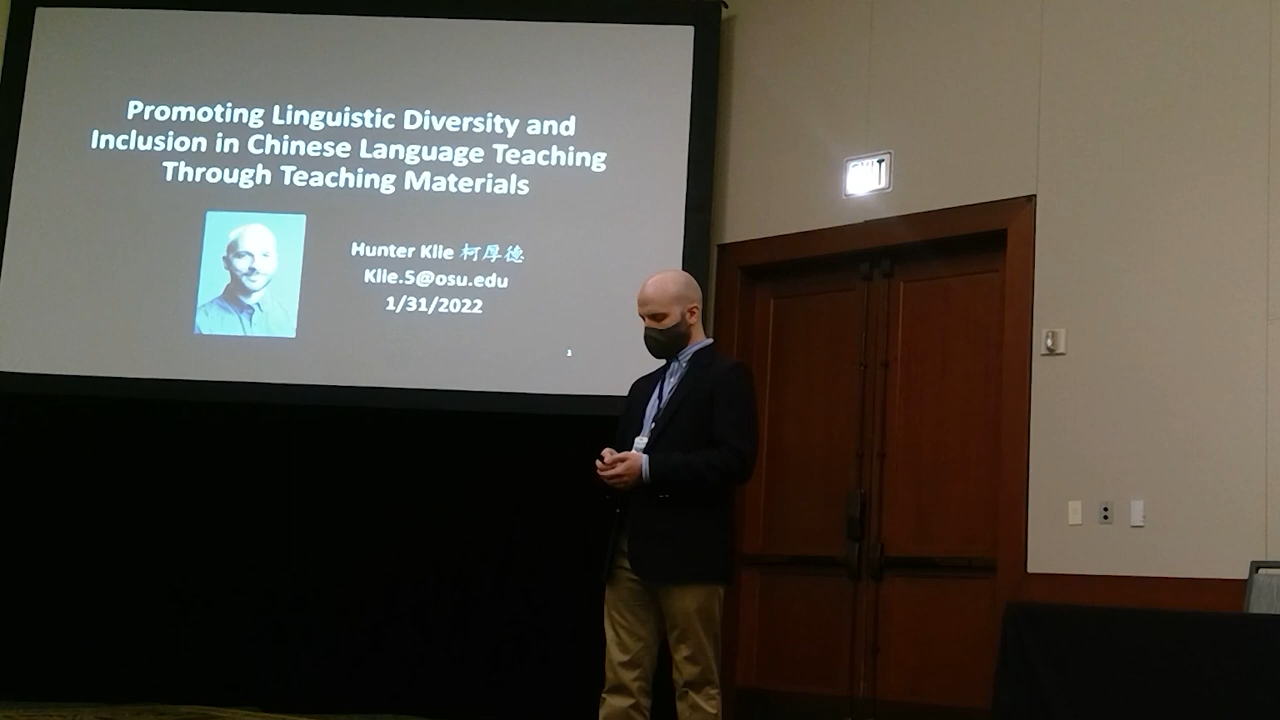 Promoting Linguistic Diversity and
Inclusion in Chinese Language Teaching
Through Teaching Materials
Hunter Klie 柯厚德
Klie.5@osu.edu
1/31/2022
1
EXIT